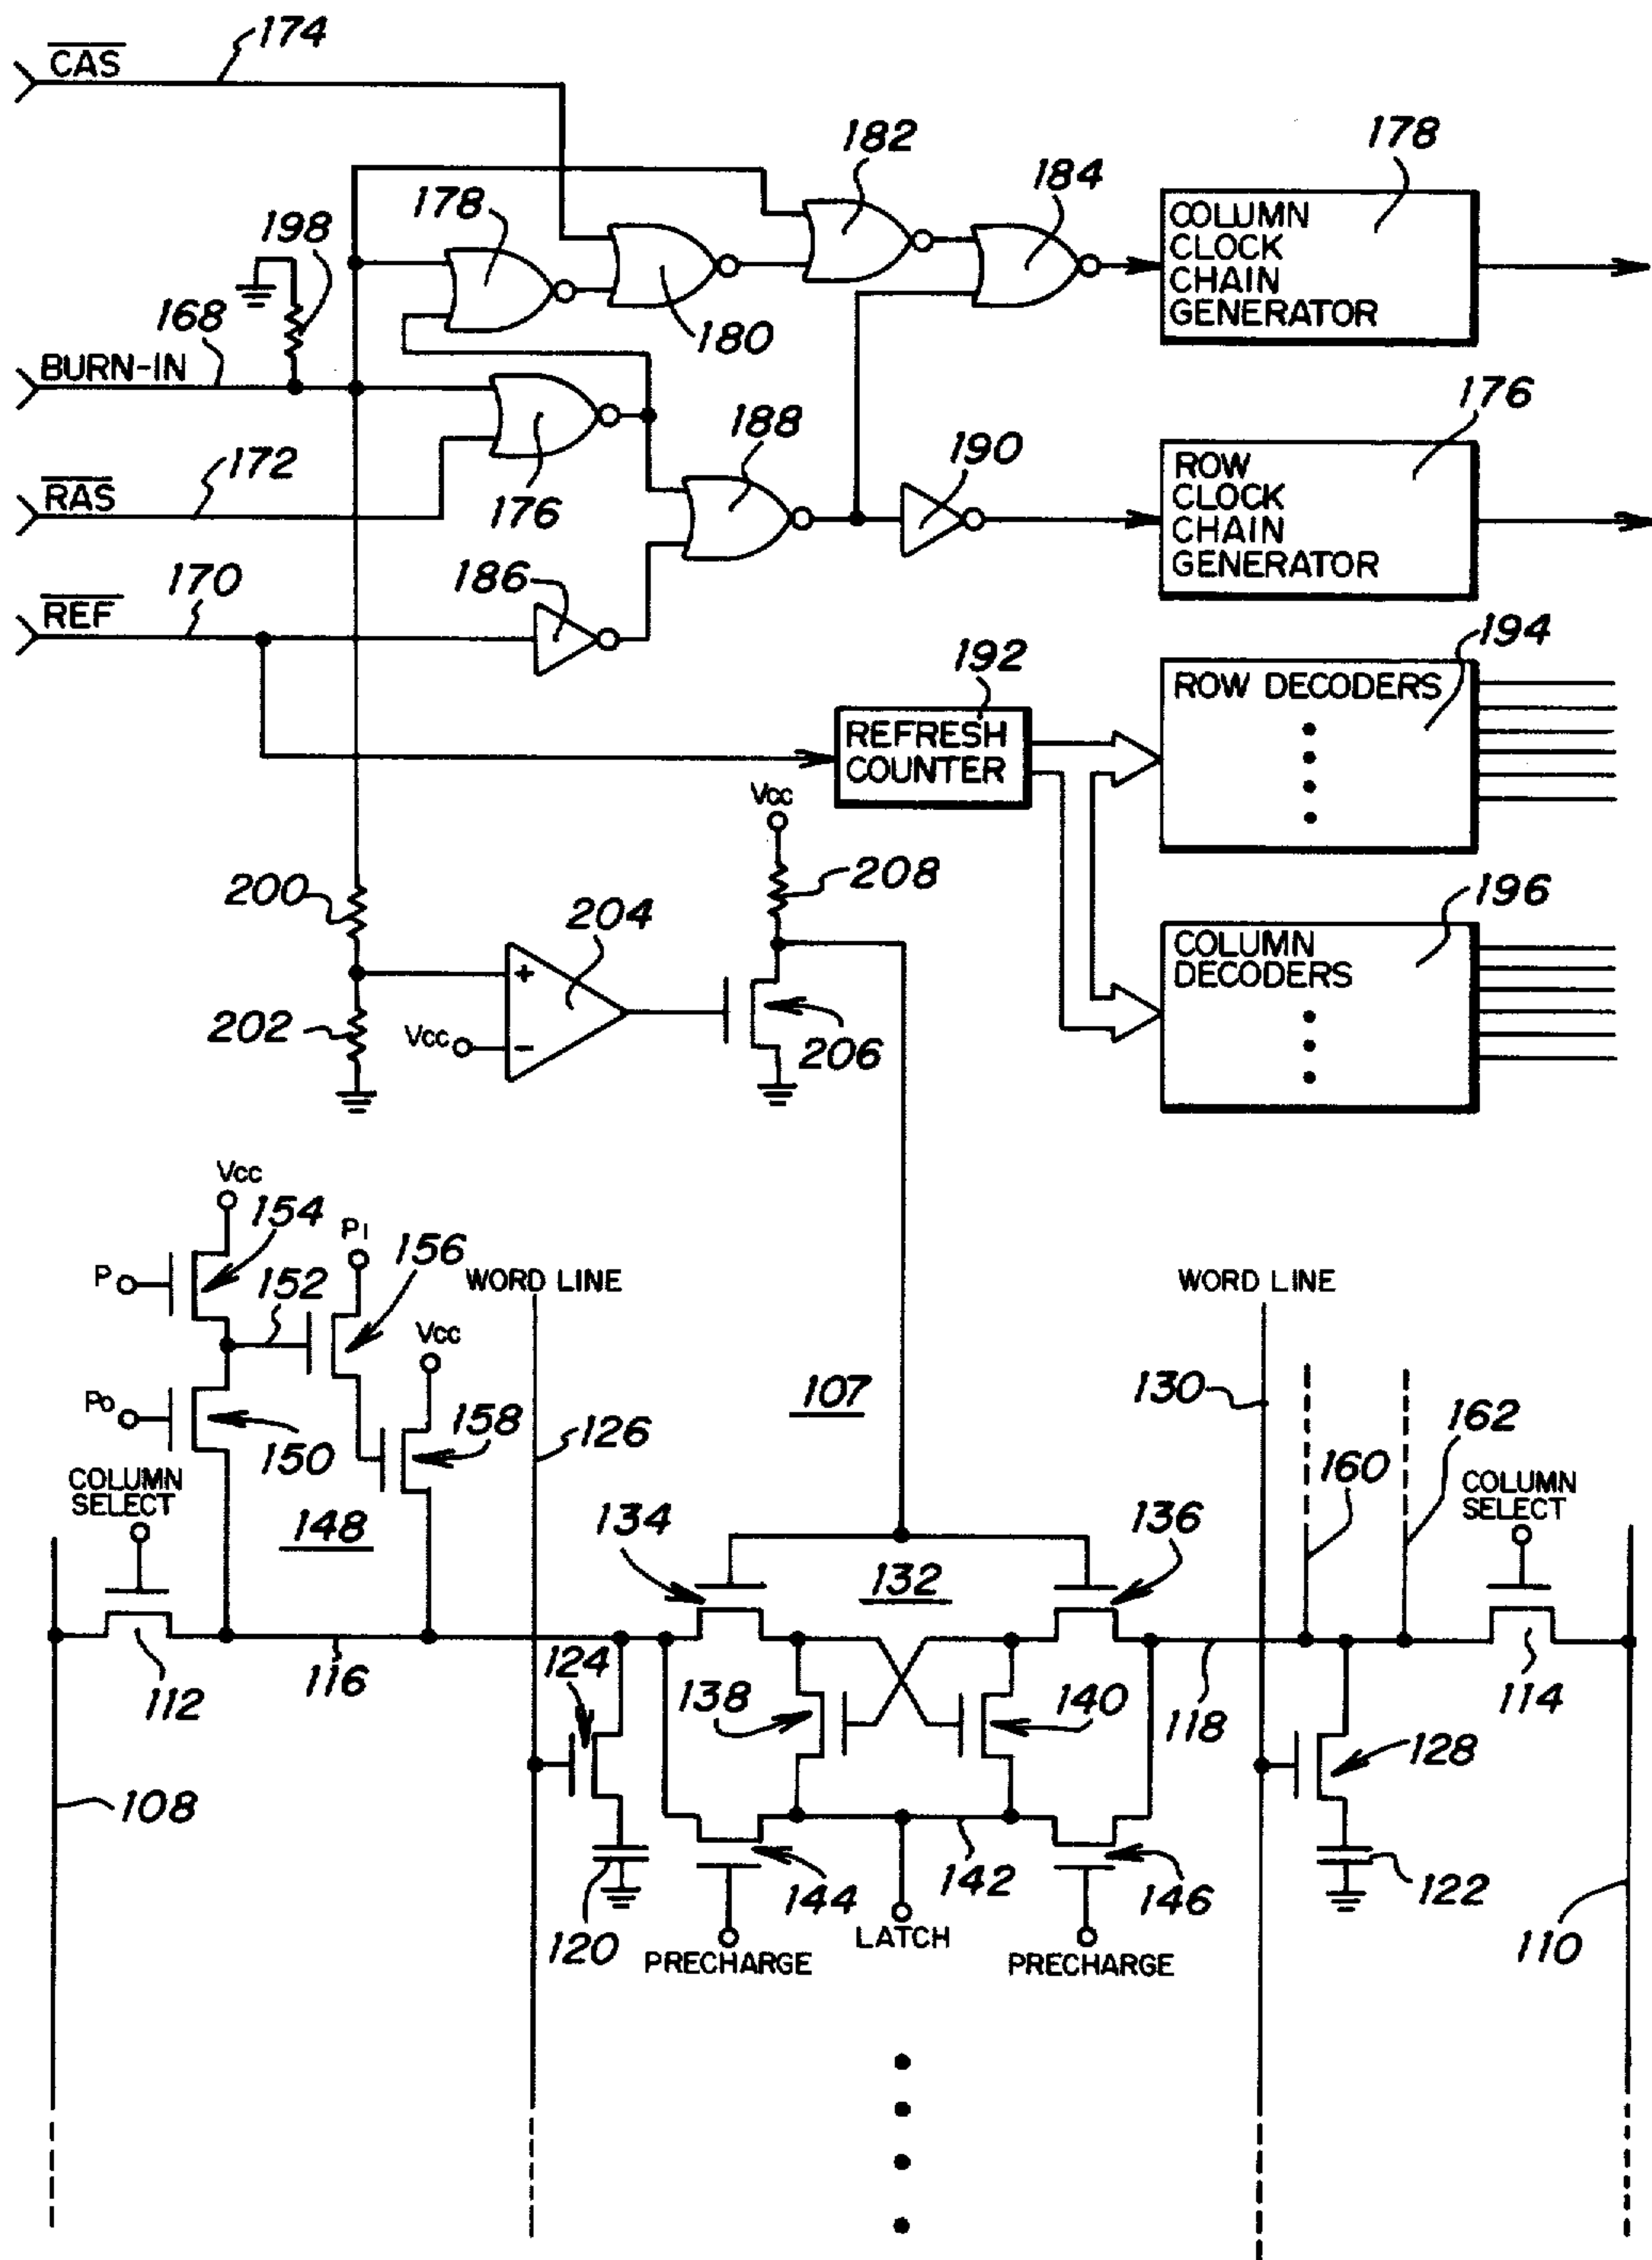 174
CAS
182
178
184
178
198
COLUMN
CLOCK
CHAIN
GENERATOR
168
180
BURN-IN
176
188
190
ROW
CLOCK
CHAIN
GENERATOR
172
RAS
176
186
170
REF
194
192
ROW DECODERS
REFRESH
COUNTER
Vcc
208
200
204
196
COLUMN
DECODERS
+
202
Vcc
−
206
Vcc
154
P1
156
WORD LINE
WORD LINE
P
152
Vcc
107
130
162
Po
158
126
160
150
COLUMN
SELECT
COLUMN
SELECT
148
134
136
132
124
112
116
138
140
118
114
128
108
144
142
146
122
120
LATCH
110
PRECHARGE
PRECHARGE